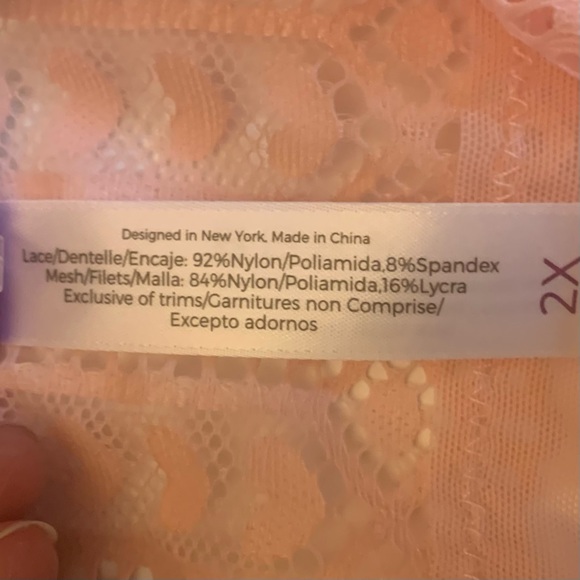 Designed in New York. Made in China
Lace/Dentelle/Encaje: 92%Nylon/Poliamida,8%Spandex
Mesh/Filets/Malla: 84%Nylon/Poliamida,16%Lycra
Exclusive of trims/Garnitures non Comprise/
Excepto adornos
2X